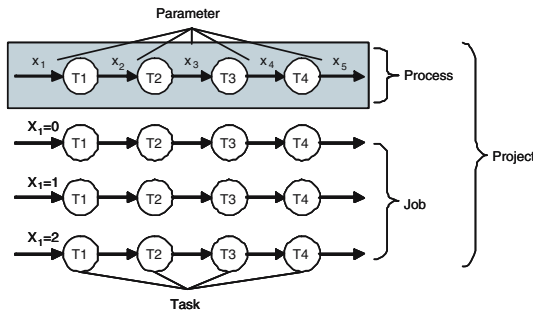 Parameter
x1 x2 x3 x4 x5
T1 T2 T3 T4
Process
X1=0
T1 T2 T3 T4
X1=1
T1 T2 T3 T4
X1=2
T1 T2 T3 T4
Job
Project
Task